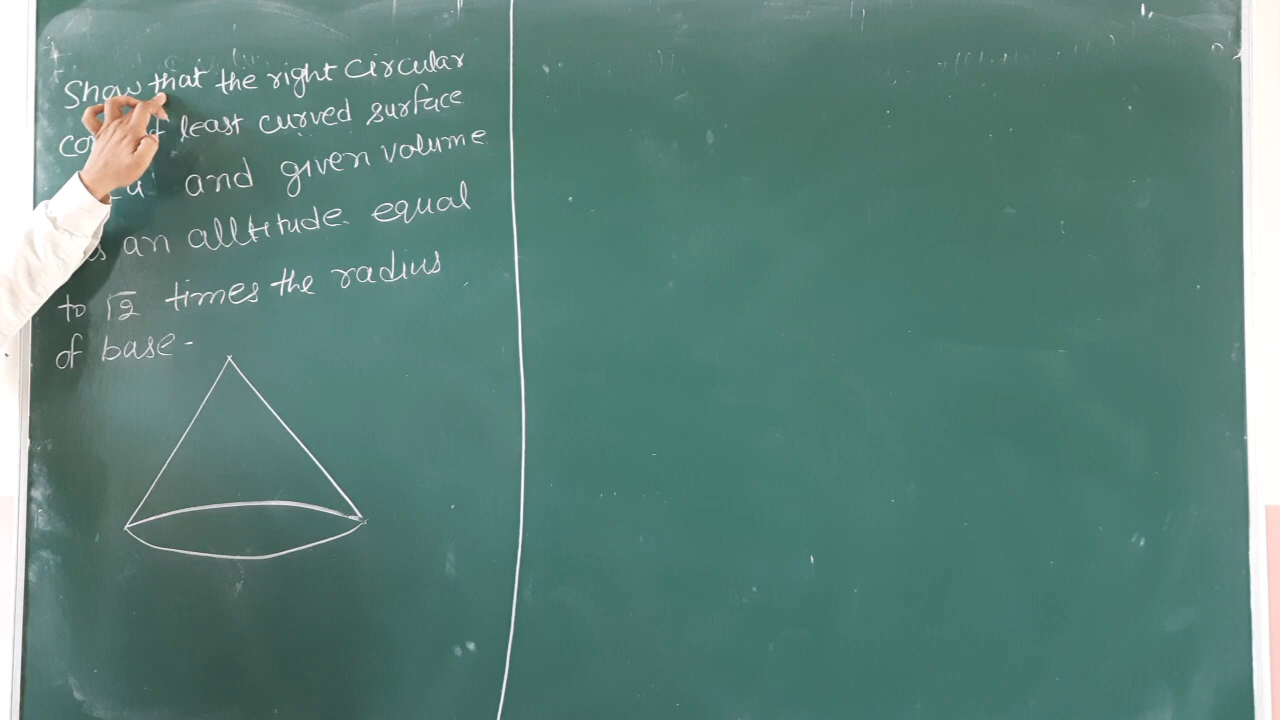 Show that the right Circular
least curved surface
and given volume
an alltitude equal
to √2 times the radius
of base-